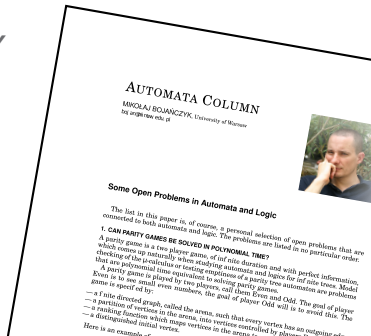 AUTOMATA COLUMN
MIKOŁAJ BOJAŃCZYK, University of Warsaw
Some Open Problems in Automata and Logic
The list in this paper is, of course, a personal selection of open problems that are
connected to both automata and logic. The problems are listed in no particular order.
1. CAN PARITY GAMES BE SOLVED IN POLYNOMIAL TIME?
A parity game is a two player game, of infinite duration and with perfect information,
which comes up naturally when studying automata and logics for infinite trees. Model
checking of the μ-calculus or testing emptiness of a parity tree automaton are problems
that are polynomial time equivalent to solving parity games.
A parity game is played by two players, call them Even and Odd. The goal of player
Even is to see small even numbers, the goal of player Odd will is to avoid this. The
game is specified by:
— a finite directed graph, called the arena, such that every vertex has an outgoing
— a partition of vertices in the arena, into vertices controlled by
— a ranking function which maps vertices in the arena
— a distinguished initial vertex.
Here is an example of